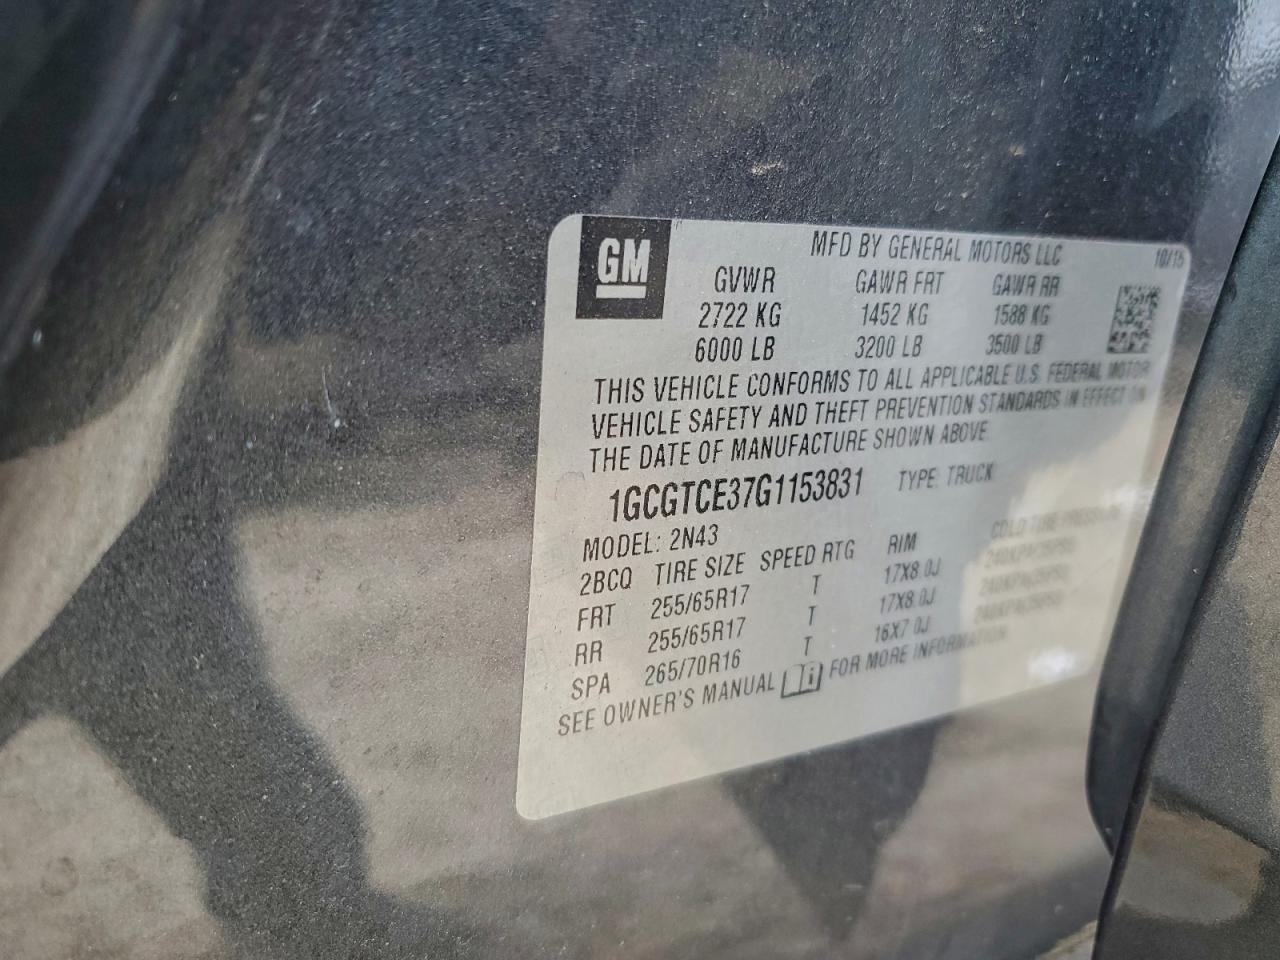 GM
MFD BY GENERAL MOTORS LLC 10/15
GVWR GAWR FRT GAWR RR
2722 KG 1452 KG 1588 KG
6000 LB 3200 LB 3500 LB
THIS VEHICLE CONFORMS TO ALL APPLICABLE U.S. FEDERAL MOTOR
VEHICLE SAFETY AND THEFT PREVENTION STANDARDS IN EFFECT ON
THE DATE OF MANUFACTURE SHOWN ABOVE.
1GCGTCE37G1153831 TYPE: TRUCK
MODEL: 2N43
2BCQ TIRE SIZE SPEED RTG RIM COLD TIRE PRESSURE
FRT 255/65R17 T 17X8.0J
RR 255/65R17 T 17X8.0J
SPA 265/70R16 T 16X7.0J
SEE OWNER'S MANUAL FOR MORE INFORMATION